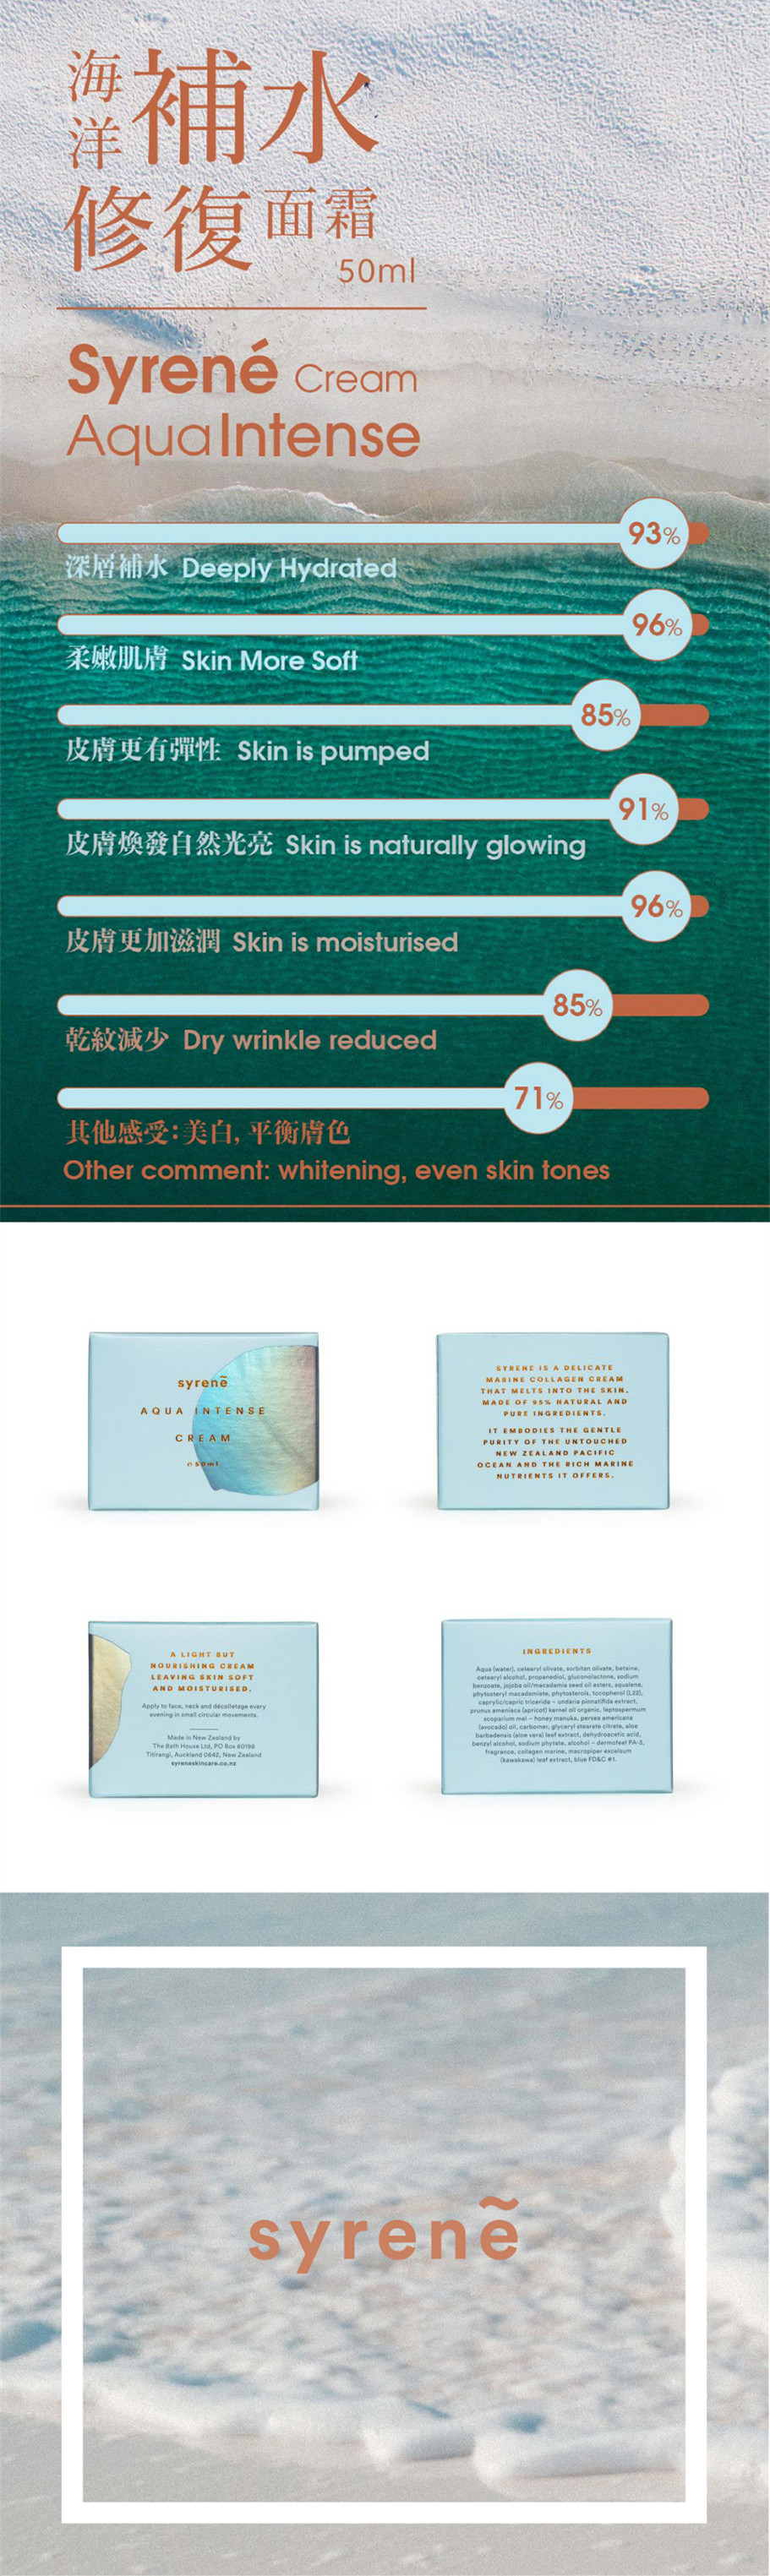 海洋補水
修復面霜
50ml
Syrené Cream
Aqua Intense
93%
深層補水 Deeply Hydrated
96%
柔嫩肌膚 Skin More Soft
85%
皮膚更有彈性 Skin is pumped
91%
皮膚煥發自然光亮 Skin is naturally glowing
96%
皮膚更加滋潤 Skin is moisturised
85%
乾紋減少 Dry wrinkle reduced
71%
其他感受：美白, 平衡膚色
Other comment: whitening, even skin tones
syrenẽ
AQUA INTENSE
CREAM
e 50ml
SYRENE IS A DELICATE
MARINE COLLAGEN CREAM
THAT MELTS INTO THE SKIN.
MADE OF 95% NATURAL AND
PURE INGREDIENTS.
IT EMBODIES THE GENTLE
PURITY OF THE UNTOUCHED
NEW ZEALAND PACIFIC
OCEAN AND THE RICH MARINE
NUTRIENTS IT OFFERS.
A LIGHT BUT
NOURISHING CREAM
LEAVING SKIN SOFT
AND MOISTURISED.
Apply to face, neck and décolletage every
evening in small circular movements.
Made in New Zealand by
The Bath House Ltd, PO Box 60198
Titirangi, Auckland 0642, New Zealand
syreneskincare.co.nz
INGREDIENTS
Aqua (water), cetearyl olivate, sorbitan olivate, betaine,
cetearyl alcohol, propanediol, gluconolactone, sodium
benzoate, jojoba oil/macadamia seed oil esters, squalene,
phytosteryl macadamiate, phytosterols, tocopherol (L22),
caprylic/capric triceride – undaria pinnatifida extract,
prunus ameniaca (apricot) kernel oil organic, leptospermum
scoparium mel – honey manuka, persea americana
(avocado) oil, carbomer, glyceryl stearate citrate, aloe
barbadensis (aloe vera) leaf extract, dehydroacetic acid,
benzyl alcohol, sodium phytate, alcohol – dermofeel PA-3,
fragrance, collagen marine, macropiper excelsum
(kawakawa) leaf extract, blue FD&C #1.
syrenẽ